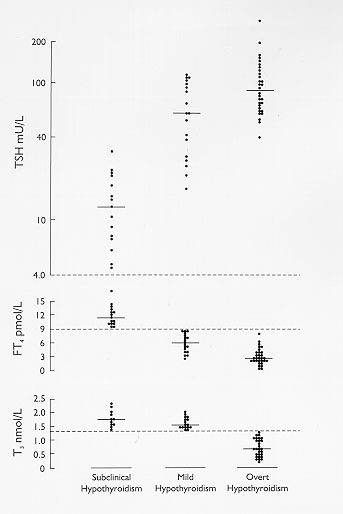 TSH mU/L
200
100
40
10
4.0
FT4 pmol/L
15
12
9
6
3
0
T3 nmol/L
2.5
2.0
1.5
1.0
0.5
0
Subclinical
Hypothyroidism
Mild
Hypothyroidism
Overt
Hypothyroidism